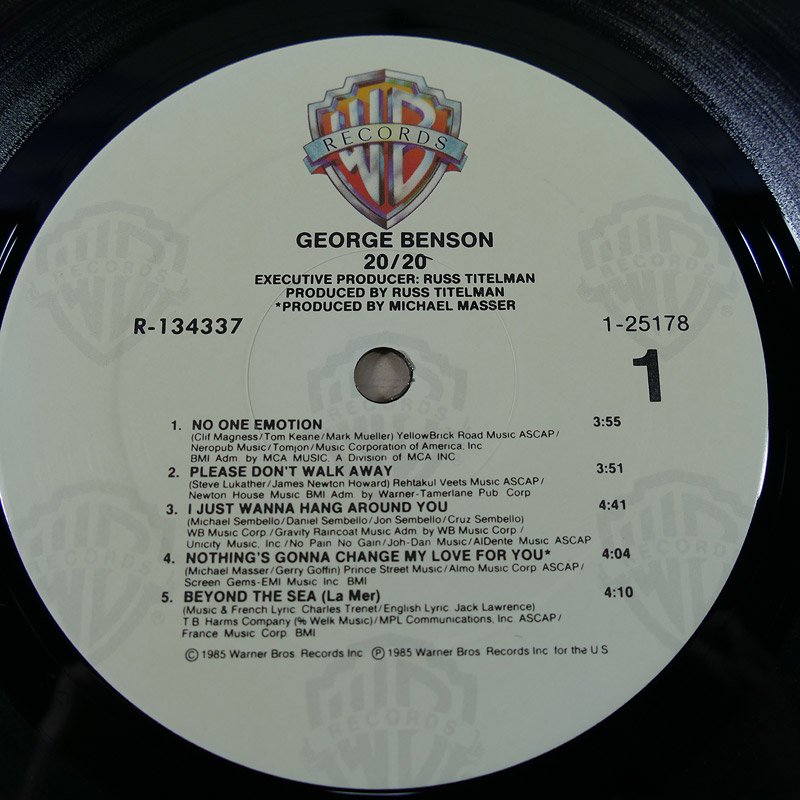 WB
RECORDS
GEORGE BENSON
20/20
EXECUTIVE PRODUCER: RUSS TITELMAN
PRODUCED BY RUSS TITELMAN
*PRODUCED BY MICHAEL MASSER
R-134337
1-25178
1
1. NO ONE EMOTION 3:55
(Clif Magness/Tom Keane/Mark Mueller) YellowBrick Road Music ASCAP/
Neropub Music/Tomjon/Music Corporation of America, Inc
BMI Adm. by MCA MUSIC, A Division of MCA INC
2. PLEASE DON'T WALK AWAY 3:51
(Steve Lukather/James Newton Howard) Rehtakul Veets Music ASCAP/
Newton House Music BMI Adm. by Warner-Tamerlane Pub Corp
3. I JUST WANNA HANG AROUND YOU 4:41
(Michael Sembello/Daniel Sembello/Jon Sembello/Cruz Sembello)
WB Music Corp/Gravity Raincoat Music Adm by WB Music Corp/
Unicity Music, Inc/No Pain No Gain/Joh-Dan Music/AlDente Music ASCAP
4. NOTHING'S GONNA CHANGE MY LOVE FOR YOU* 4:04
(Michael Masser/Gerry Goffin) Prince Street Music/Almo Music Corp ASCAP/
Screen Gems-EMI Music Inc BMI
5. BEYOND THE SEA (La Mer) 4:10
(Music & French Lyric Charles Trenet/English Lyric Jack Lawrence)
T.B. Harms Company (% Welk Music)/MPL Communications, Inc ASCAP/
France Music Corp BMI
© 1985 Warner Bros Records Inc ℗ 1985 Warner Bros Records Inc for the U S